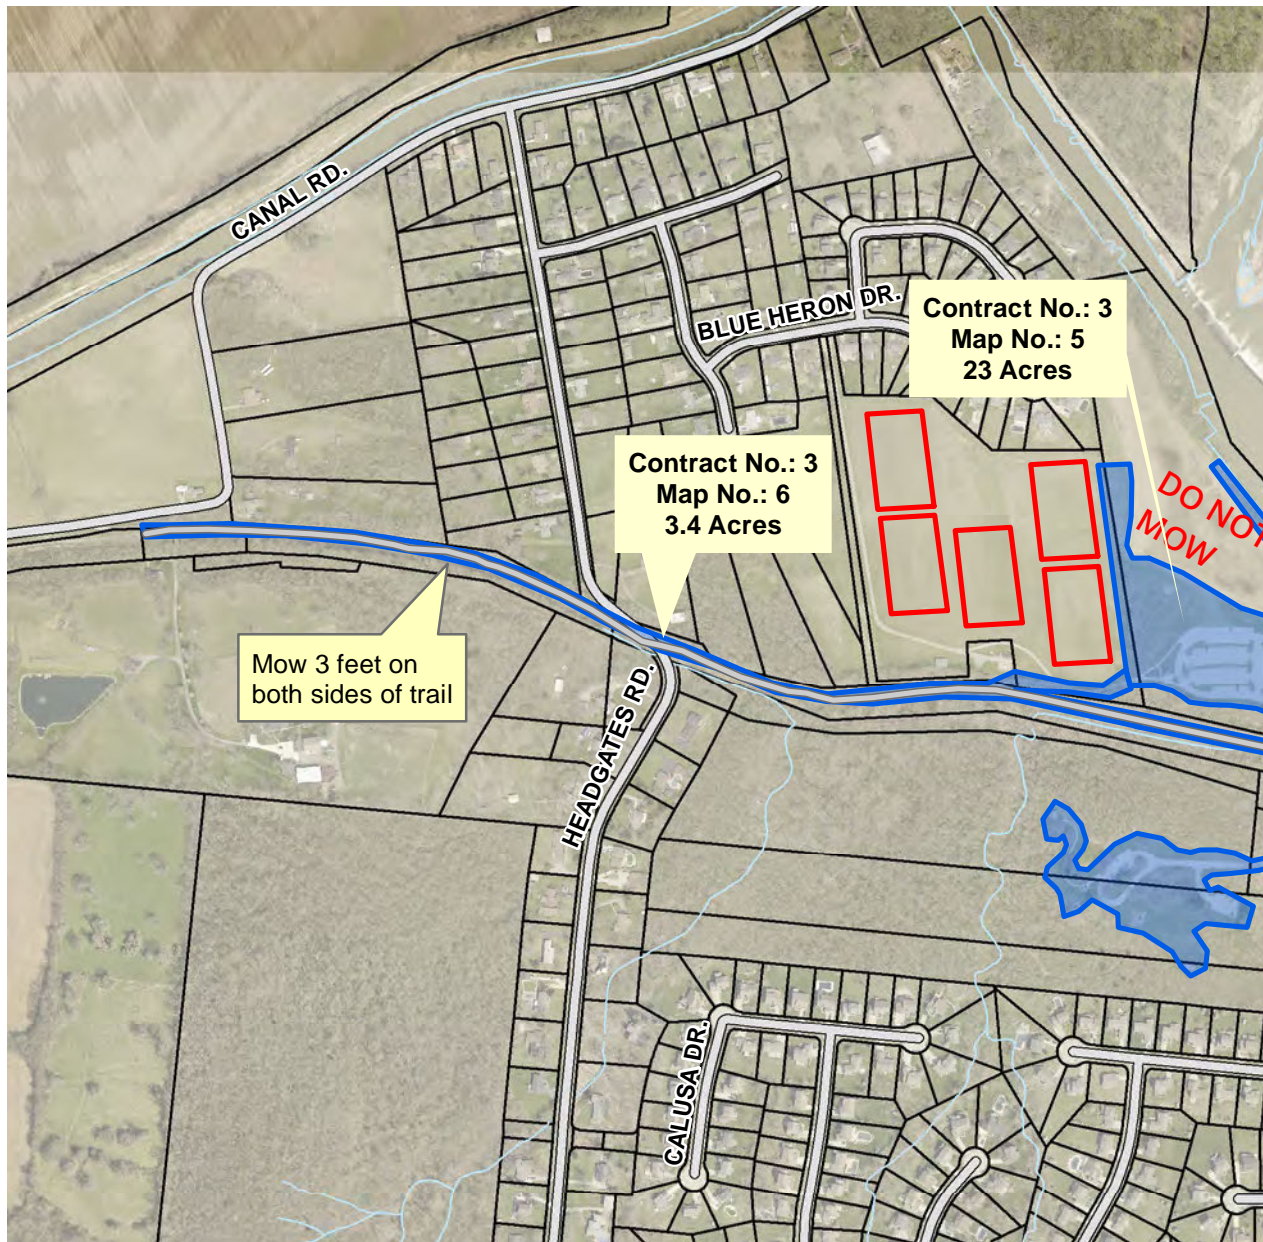 CANAL RD.
BLUE HERON DR.
Contract No.: 3
Map No.: 5
23 Acres
Contract No.: 3
Map No.: 6
3.4 Acres
DO NOT
MOW
Mow 3 feet on
both sides of trail
HEADGATES RD.
CALUSA DR.